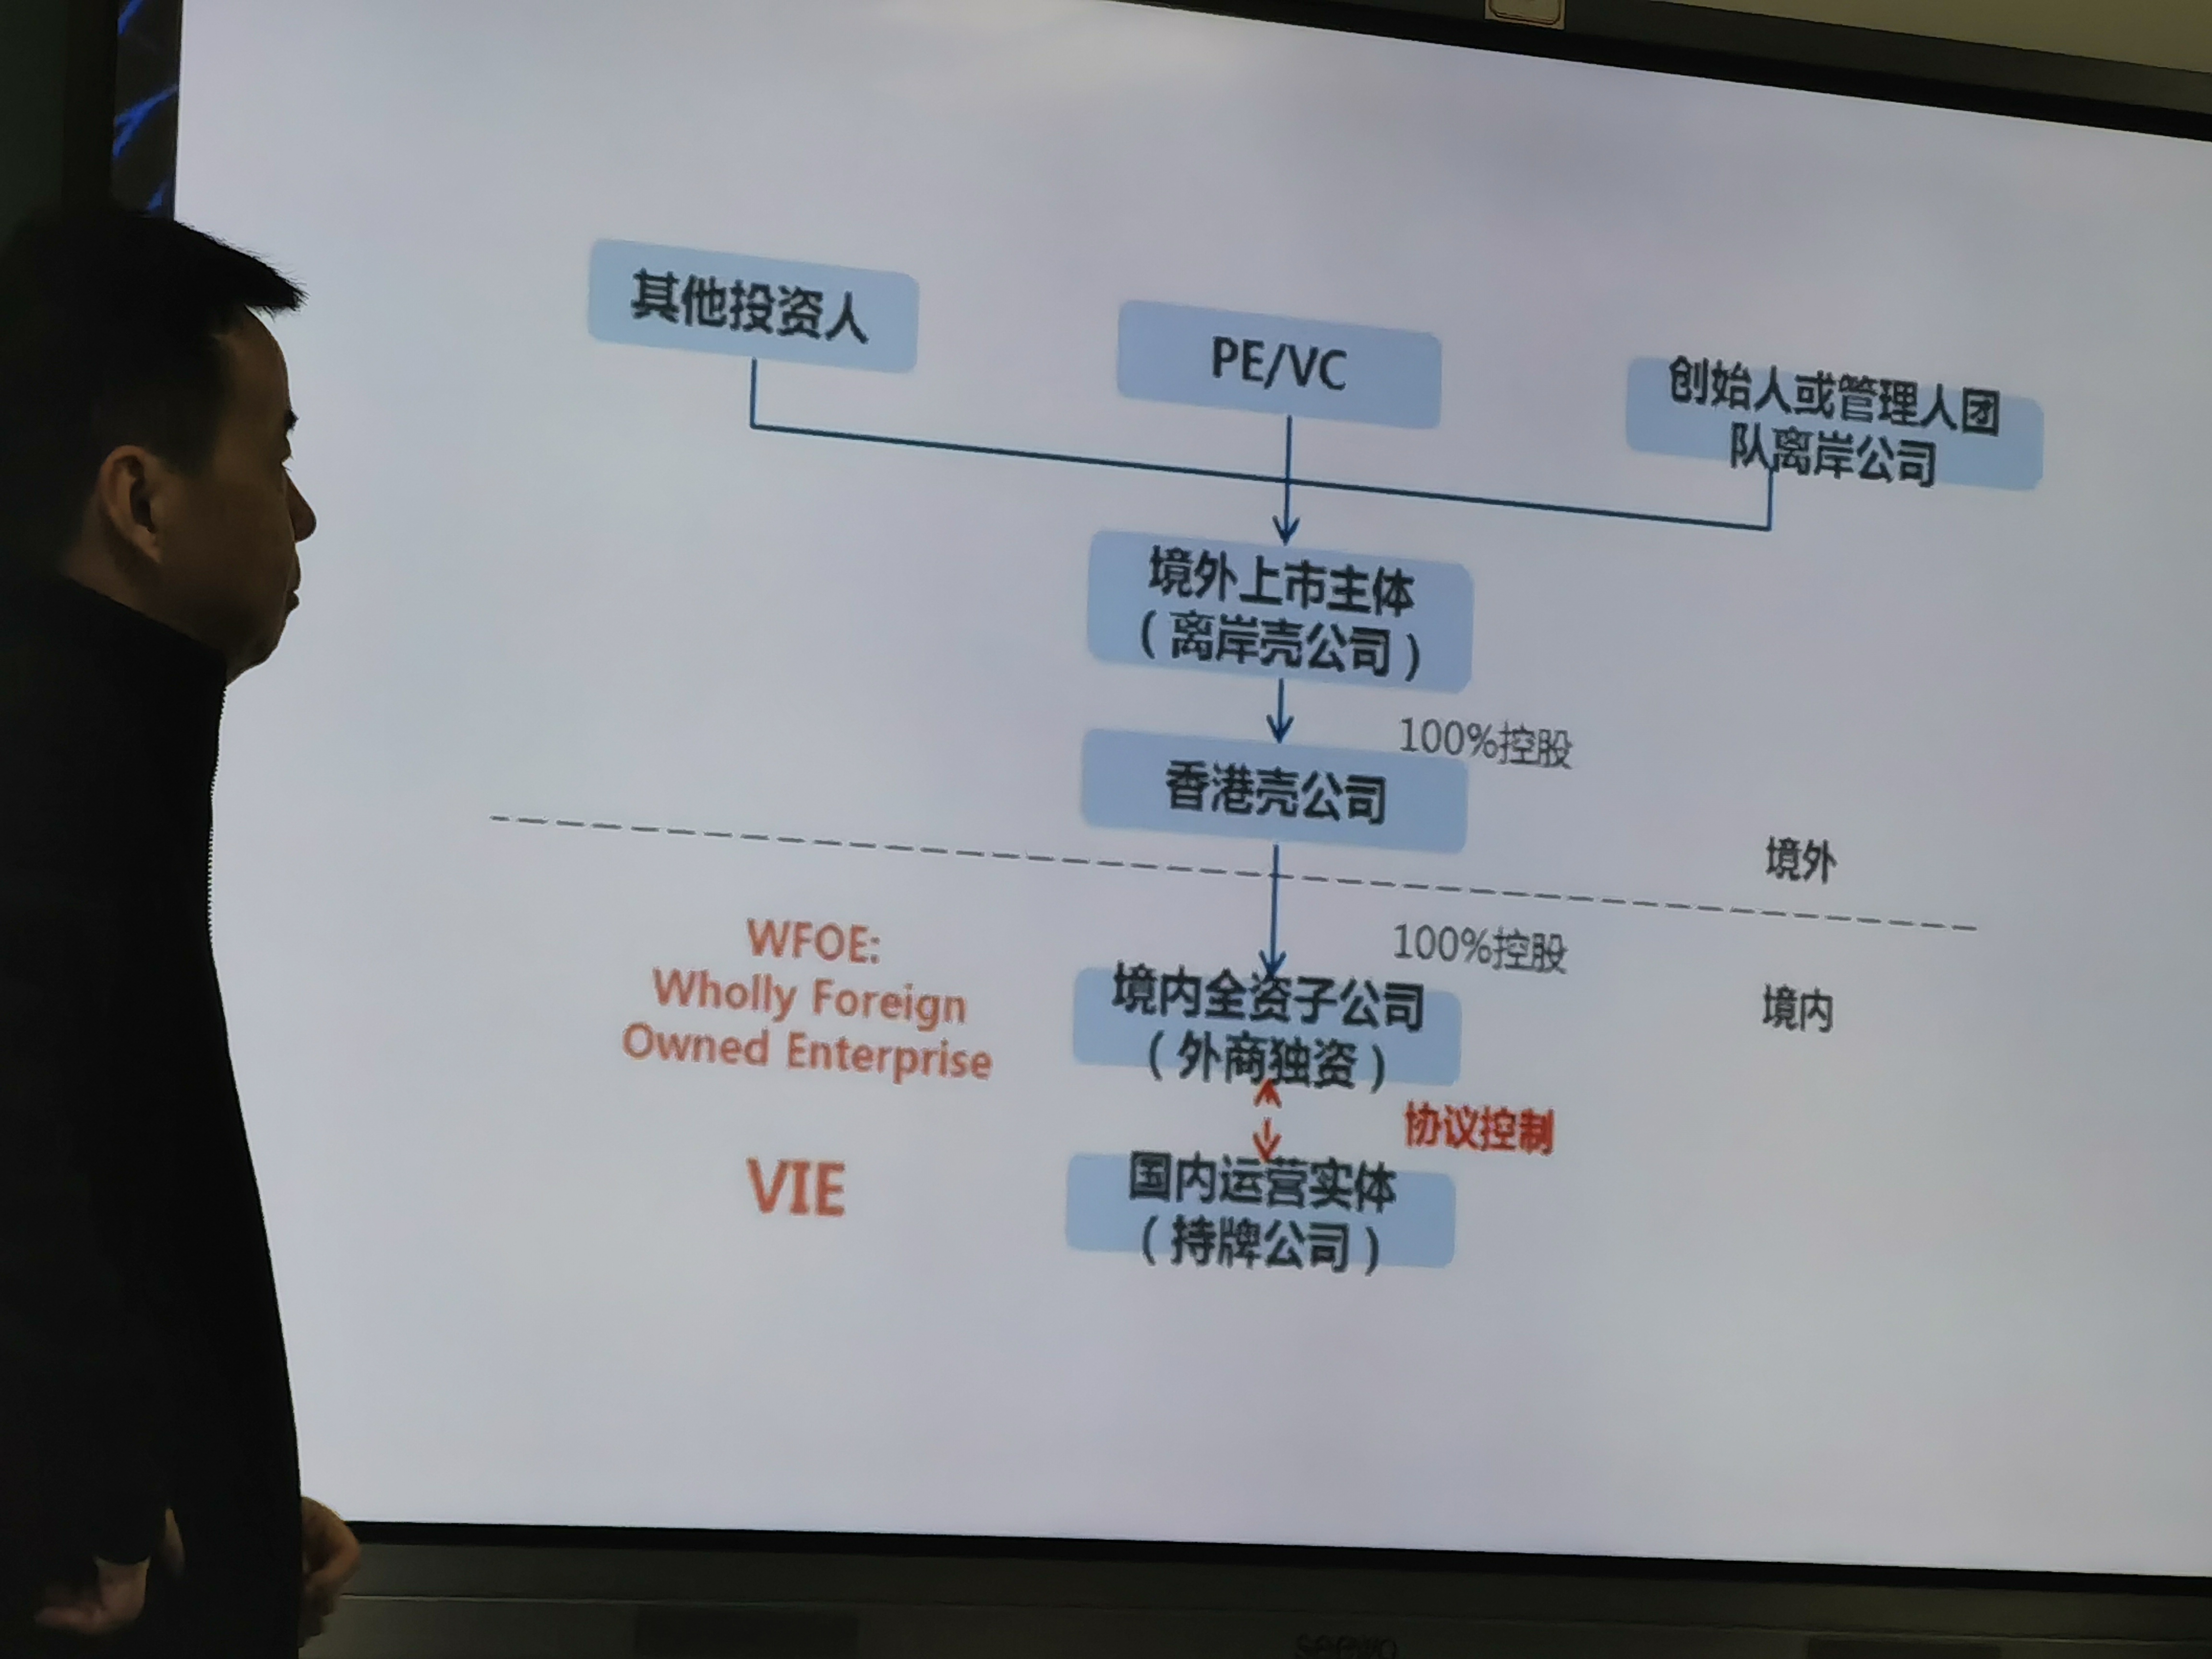 其他投资人
PE/VC
创始人或管理人团
队离岸公司
境外上市主体
（离岸壳公司）
100%控股
香港壳公司
境外
100%控股
境内
WFOE:
Wholly Foreign
Owned Enterprise
境内全资子公司
（外商独资）
协议控制
VIE
国内运营实体
（持牌公司）
seewo